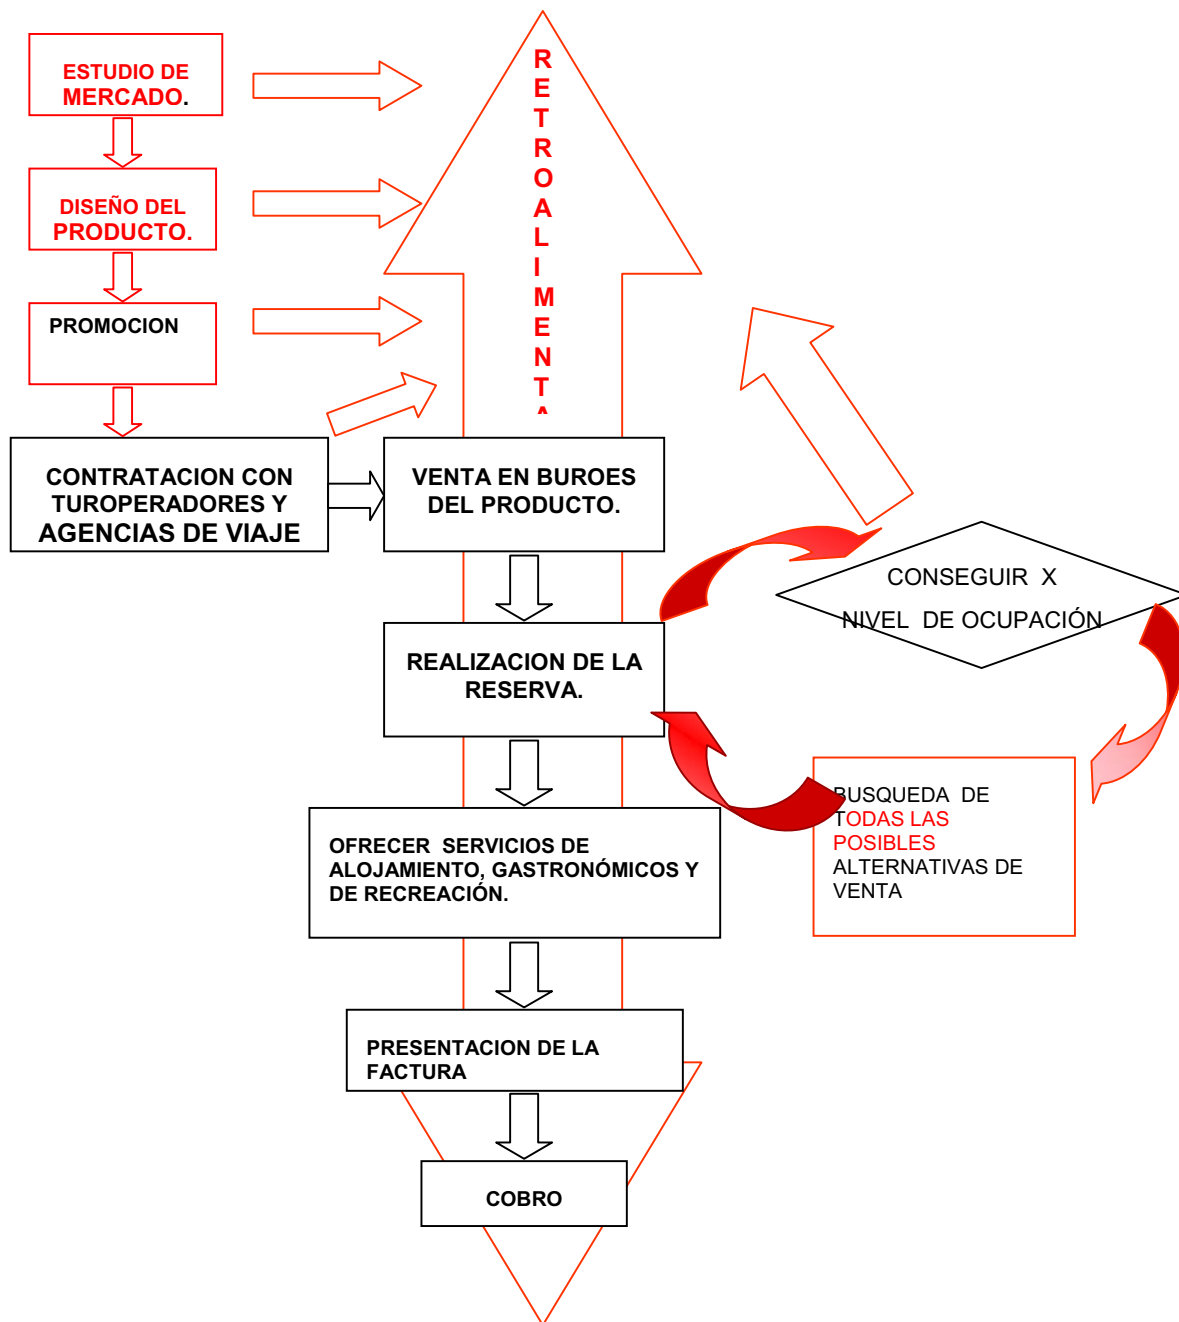 ESTUDIO DE
MERCADO.
DISEÑO DEL
PRODUCTO.
PROMOCION
CONTRATACION CON
TUROPERADORES Y
AGENCIAS DE VIAJE
R
E
T
R
O
A
L
I
M
E
N
T
A
VENTA EN BUROES
DEL PRODUCTO.
REALIZACION DE LA
RESERVA.
CONSEGUIR X
NIVEL DE OCUPACIÓN
BUSQUEDA DE
TODAS LAS
POSIBLES
ALTERNATIVAS DE
VENTA
OFRECER SERVICIOS DE
ALOJAMIENTO, GASTRONÓMICOS Y
DE RECREACIÓN.
PRESENTACION DE LA
FACTURA
COBRO